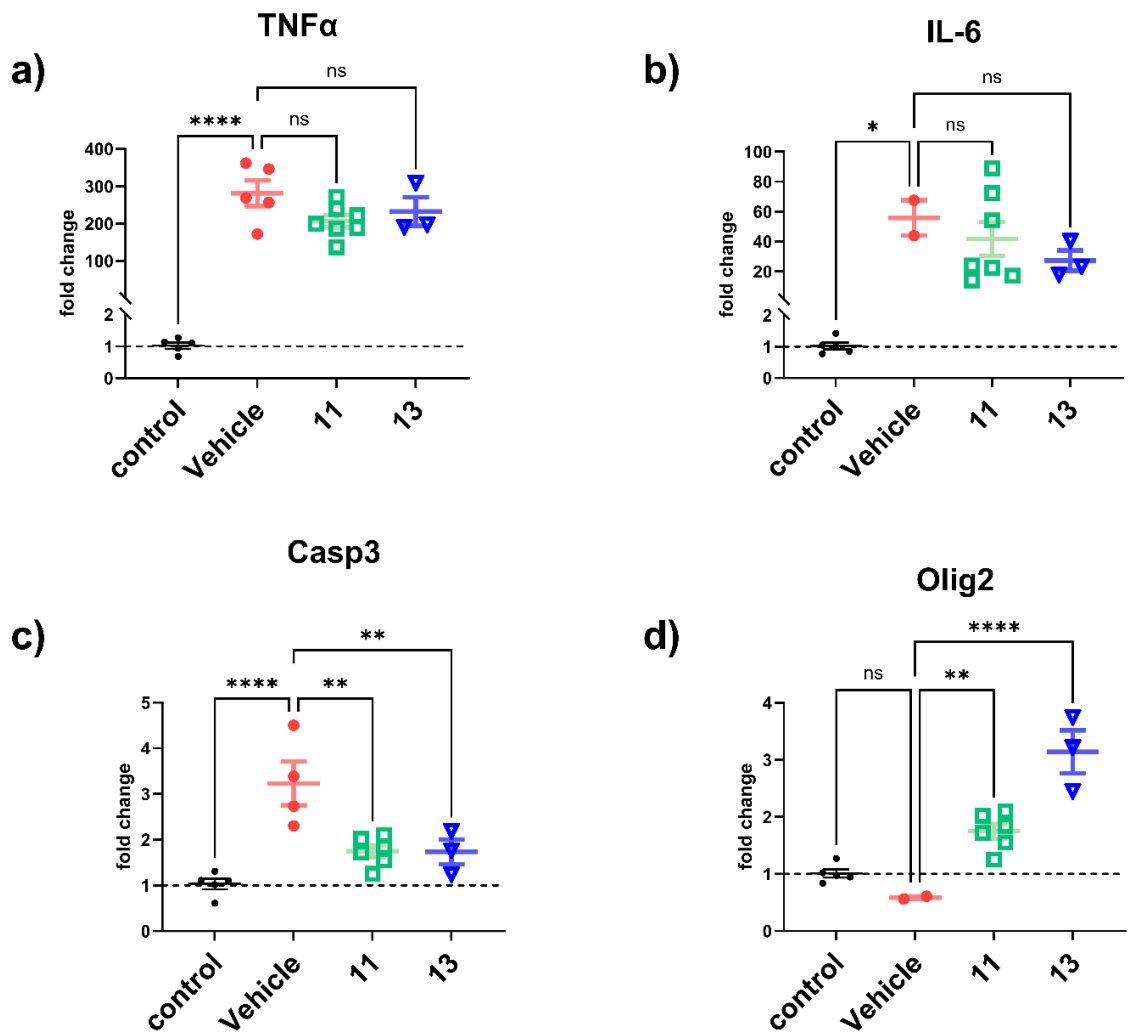 TNFα
a)
ns
**** ns
fold change
400
300
200
100
2
1
0
control Vehicle 11 13
IL-6
b)
ns
* ns
fold change
100
80
60
40
20
2
1
0
control Vehicle 11 13
Casp3
c)
**
**** **
fold change
5
4
3
2
1
0
control Vehicle 11 13
Olig2
d)
****
ns **
fold change
4
3
2
1
0
control Vehicle 11 13